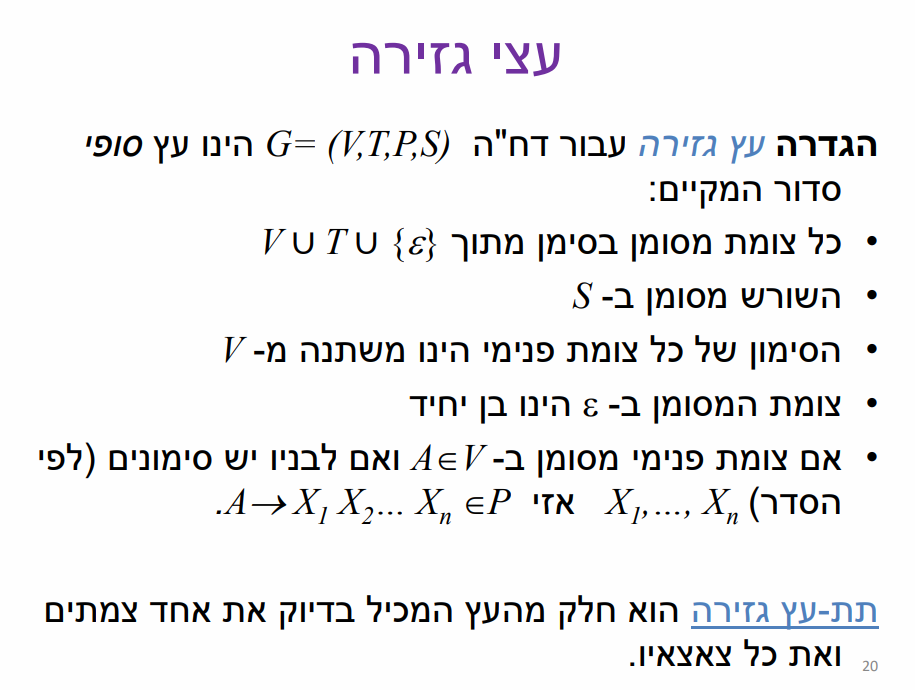 עצי גזירה
הגדרה עץ גזירה עבור דח"ה G= (V,T,P,S) הינו עץ סופי
סדור המקיים:
• כל צומת מסומן בסימן מתוך V ∪ T ∪ {ε}
• השורש מסומן ב- S
• הסימון של כל צומת פנימי הינו משתנה מ- V
• צומת המסומן ב- ε הינו בן יחיד
• אם צומת פנימי מסומן ב- A∈V ואם לבניו יש סימונים (לפי
הסדר) X₁,…, Xₙ אזי A→ X₁ X₂… Xₙ ∈P.
תת-עץ גזירה הוא חלק מהעץ המכיל בדיוק את אחד צמתים
ואת כל צאצאיו.
20